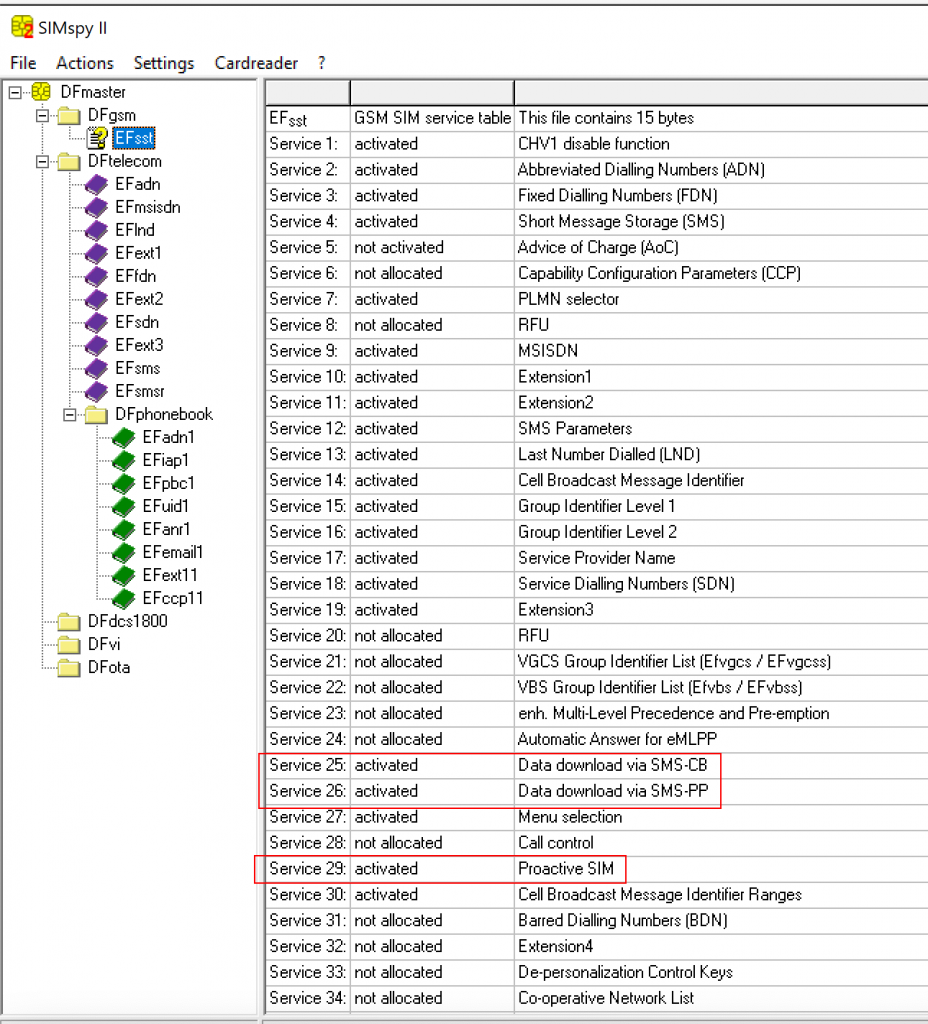 SIMspy II
File Actions Settings Cardreader ?
DFmaster
DFgsm
EFsst
DFtelecom
EFadn
EFmsisdn
EFlnd
EFext1
EFfdn
EFext2
EFsdn
EFext3
EFsms
EFsmsr
DFphonebook
EFadn1
EFiap1
EFpbc1
EFuid1
EFanr1
EFemail1
EFext11
EFccp11
DFdcs1800
DFvi
DFota
EFsst GSM SIM service table This file contains 15 bytes
Service 1: activated CHV1 disable function
Service 2: activated Abbreviated Dialling Numbers (ADN)
Service 3: activated Fixed Dialling Numbers (FDN)
Service 4: activated Short Message Storage (SMS)
Service 5: not activated Advice of Charge (AoC)
Service 6: not allocated Capability Configuration Parameters (CCP)
Service 7: activated PLMN selector
Service 8: not allocated RFU
Service 9: activated MSISDN
Service 10: activated Extension1
Service 11: activated Extension2
Service 12: activated SMS Parameters
Service 13: activated Last Number Dialled (LND)
Service 14: activated Cell Broadcast Message Identifier
Service 15: activated Group Identifier Level 1
Service 16: activated Group Identifier Level 2
Service 17: activated Service Provider Name
Service 18: activated Service Dialling Numbers (SDN)
Service 19: activated Extension3
Service 20: not allocated RFU
Service 21: not allocated VGCS Group Identifier List (Efvgcs / EFvgcss)
Service 22: not allocated VBS Group Identifier List (Efvbs / EFvbss)
Service 23: not allocated enh. Multi-Level Precedence and Pre-emption
Service 24: not allocated Automatic Answer for eMLPP
Service 25: activated Data download via SMS-CB
Service 26: activated Data download via SMS-PP
Service 27: activated Menu selection
Service 28: not allocated Call control
Service 29: activated Proactive SIM
Service 30: activated Cell Broadcast Message Identifier Ranges
Service 31: not allocated Barred Dialling Numbers (BDN)
Service 32: not allocated Extension4
Service 33: not allocated De-personalization Control Keys
Service 34: not allocated Co-operative Network List